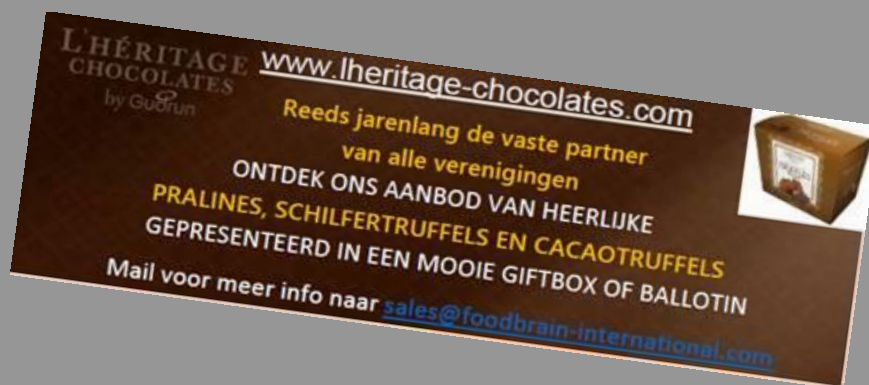 L'HÉRITAGE
CHOCOLATES
by Gudrun
www.lheritage-chocolates.com
Reeds jarenlang de vaste partner
van alle verenigingen
ONTDEK ONS AANBOD VAN HEERLIJKE
PRALINES, SCHILFERTRUFFELS EN CACAOTRUFFELS
GEPRESENTEERD IN EEN MOOIE GIFTBOX OF BALLOTIN
Mail voor meer info naar sales@foodbrain-international.com